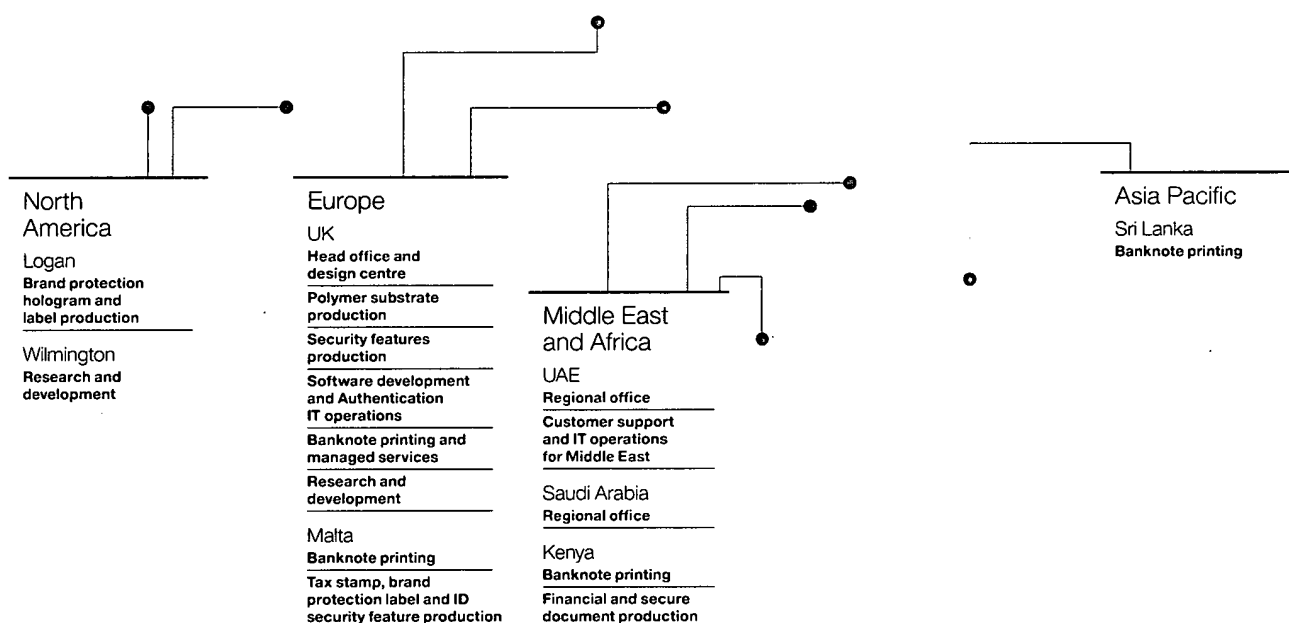 North
America
Logan
Brand protection
hologram and
label production
Wilmington
Research and
development
Europe
UK
Head office and
design centre
Polymer substrate
production
Security features
production
Software development
and Authentication
IT operations
Banknote printing and
managed services
Research and
development
Malta
Banknote printing
Tax stamp, brand
protection label and ID
security feature production
Middle East
and Africa
UAE
Regional office
Customer support
and IT operations
for Middle East
Saudi Arabia
Regional office
Kenya
Banknote printing
Financial and secure
document production
Asia Pacific
Sri Lanka
Banknote printing